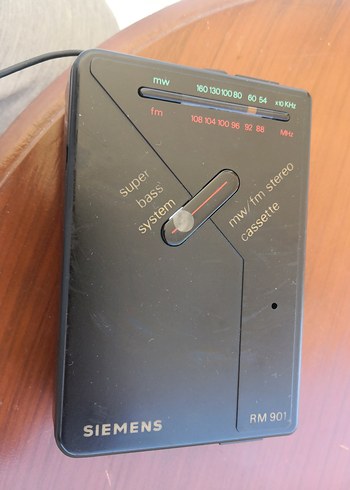 mw 160 130 100 80 60 54 x10 KHz
fm 108 104 100 96 92 88 MHz
super
bass
system
mw/fm stereo
cassette
SIEMENS
RM 901